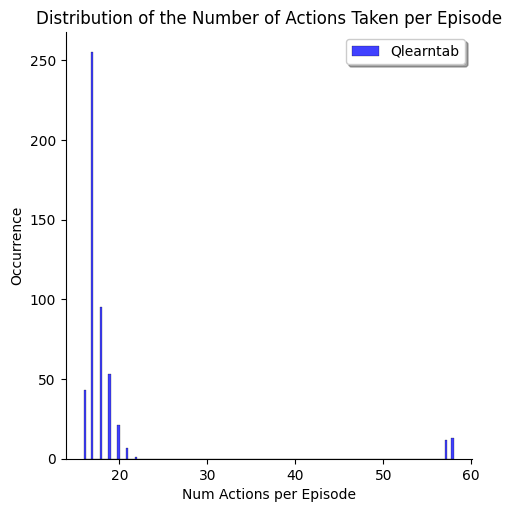 Distribution of the Number of Actions Taken per Episode
Qlearntab
250
200
150
100
50
0
Occurrence
20
30
40
50
60
Num Actions per Episode